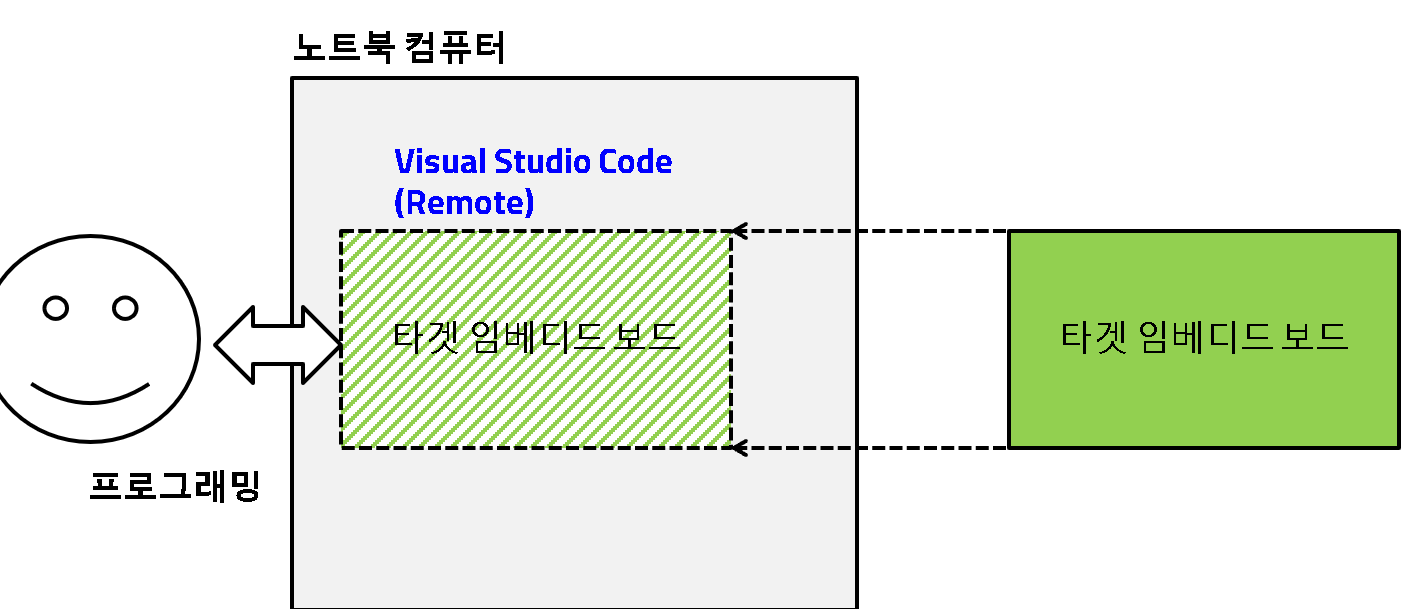 노트북 컴퓨터
Visual Studio Code
(Remote)
타겟 임베디드 보드
타겟 임베디드 보드
프로그래밍